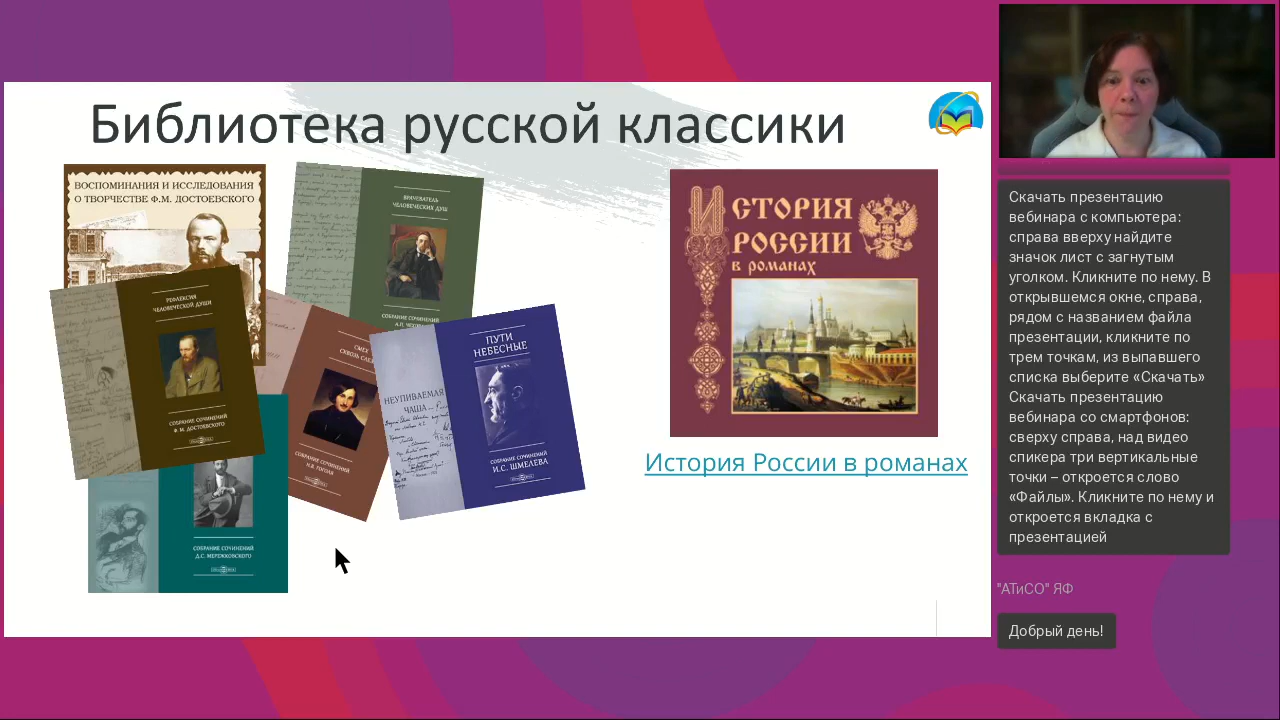 Библиотека русской классики
ВОСПОМИНАНИЯ И ИССЛЕДОВАНИЯ
О ТВОРЧЕСТВЕ Ф.М. ДОСТОЕВСКОГО
ВРАЧЕВАТЕЛЬ
ЧЕЛОВЕЧЕСКИХ ДУШ
СОБРАНИЕ СОЧИНЕНИЙ
РЕФЛЕКСИЯ
ЧЕЛОВЕЧЕСКОЙ ДУШИ
СОБРАНИЕ СОЧИНЕНИЙ
Ф.М. ДОСТОЕВСКОГО
СМЕХ
СКВОЗЬ
СОБРАНИЕ СОЧИНЕНИЙ
Н.В. ГОГОЛЯ
ПУТИ
НЕБЕСНЫЕ
НЕУПИВАЕМАЯ
ЧАША
СОБРАНИЕ СОЧИНЕНИЙ
И.С. ШМЕЛЕВА
СОБРАНИЕ СОЧИНЕНИЙ
Д.С. МЕРЕЖКОВСКОГО
ИСТОРИЯ
РОССИИ
в романах
История России в романах
Скачать презентацию
вебинара с компьютера:
справа вверху найдите
значок лист с загнутым
уголком. Кликните по нему. В
открывшемся окне, справа,
рядом с названием файла
презентации, кликните по
трем точкам, из выпавшего
списка выберите «Скачать»
Скачать презентацию
вебинара со смартфонов:
сверху справа, над видео
спикера три вертикальные
точки – откроется слово
«Файлы». Кликните по нему и
откроется вкладка с
презентацией
"АТиСО" ЯФ
Добрый день!